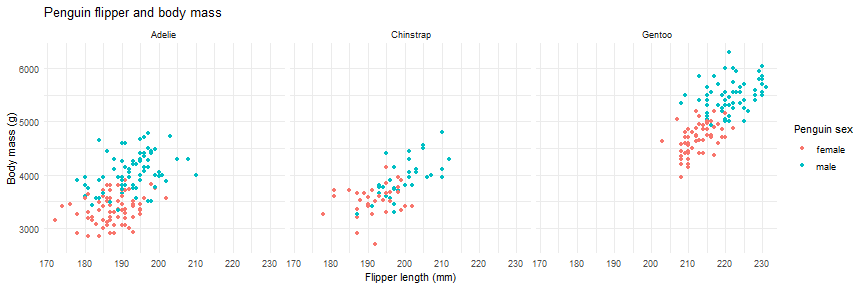 Penguin flipper and body mass
Adelie Chinstrap Gentoo
6000
5000
4000
3000
Body mass (g)
170 180 190 200 210 220 230 170 180 190 200 210 220 230 170 180 190 200 210 220 230
Flipper length (mm)
Penguin sex
female
male